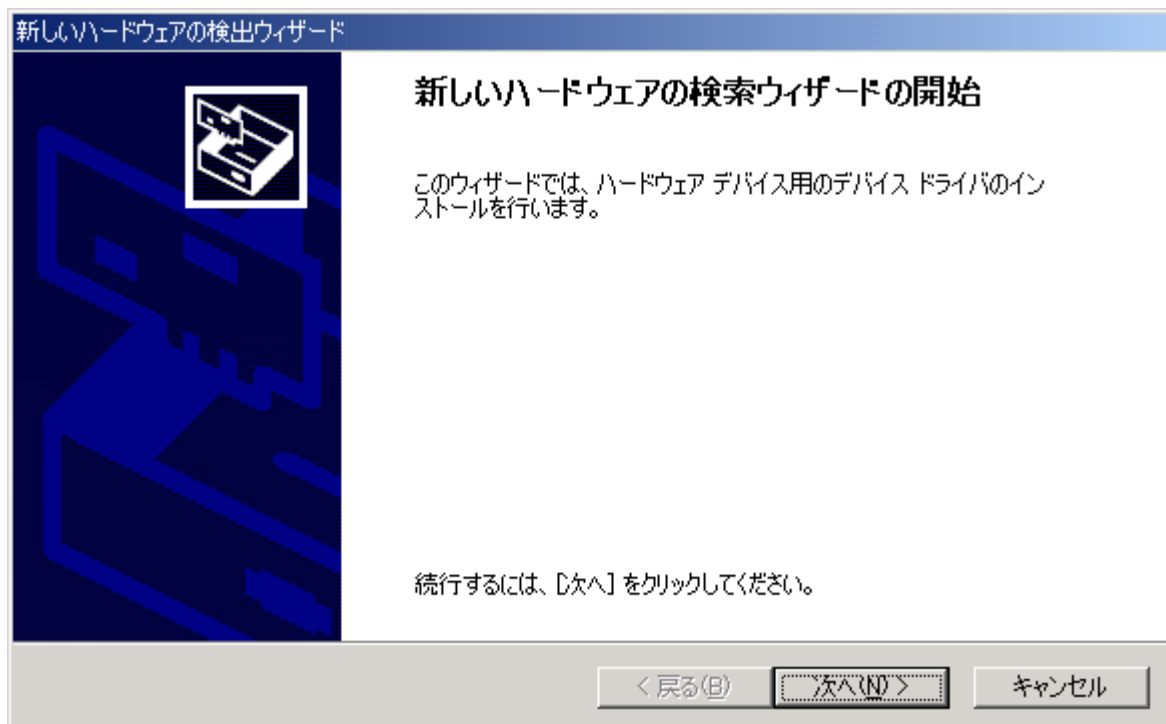 新しいハードウェアの検出ウィザード
新しいハードウェアの検索ウィザードの開始
このウィザードでは、ハードウェア デバイス用のデバイス ドライバのイン
ストールを行います。
続行するには、[次へ] をクリックしてください。
< 戻る(B)
次へ(N) >
キャンセル